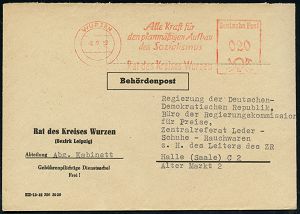 WURZEN
Alle Kraft für
den planmäßigen Aufbau
des Sozialismus
Rat des Kreises Wurzen
Deutsche Post
020
Behördenpost
Regierung der Deutschen-
Demokratischen Republik,
Büro der Regierungskommission
für Preise,
Zentralreferat Leder -
Schuhe - Rauchwaren
z. H. des Leiters des ZR
Halle (Saale) C 2
Alter Markt 2
Rat des Kreises Wurzen
(Bezirk Leipzig)
Abteilung Abg. Kabinett
Gebührenpflichtige Dienstsache!
Frei!